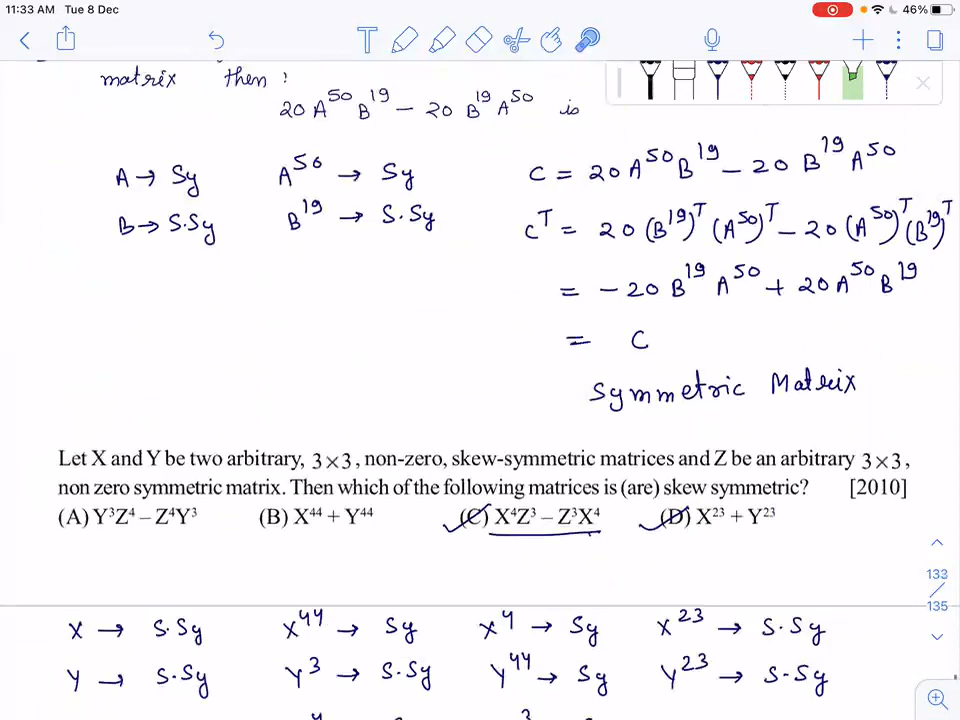 11:33 AM Tue 8 Dec 46%
matrix then
20 A^50 B^19 – 20 B^19 A^50 is
A → Sy A^50 → Sy
B → S.Sy B^19 → S.Sy
C = 20 A^50 B^19 – 20 B^19 A^50
C^T = 20 (B^19)^T (A^50)^T – 20 (A^50)^T (B^19)^T
= – 20 B^19 A^50 + 20 A^50 B^19
= C
Symmetric Matrix
Let X and Y be two arbitrary, 3×3, non-zero, skew-symmetric matrices and Z be an arbitrary 3×3,
non zero symmetric matrix. Then which of the following matrices is (are) skew symmetric? [2010]
(A) Y³Z⁴ – Z⁴Y³ (B) X⁴⁴ + Y⁴⁴ (C) X⁴Z³ – Z³X⁴ (D) X²³ + Y²³
133
/
135
X → S.Sy X^44 → Sy X^4 → Sy X^23 → S.Sy
Y → S.Sy Y^3 → S.Sy Y^44 → Sy Y^23 → S.Sy